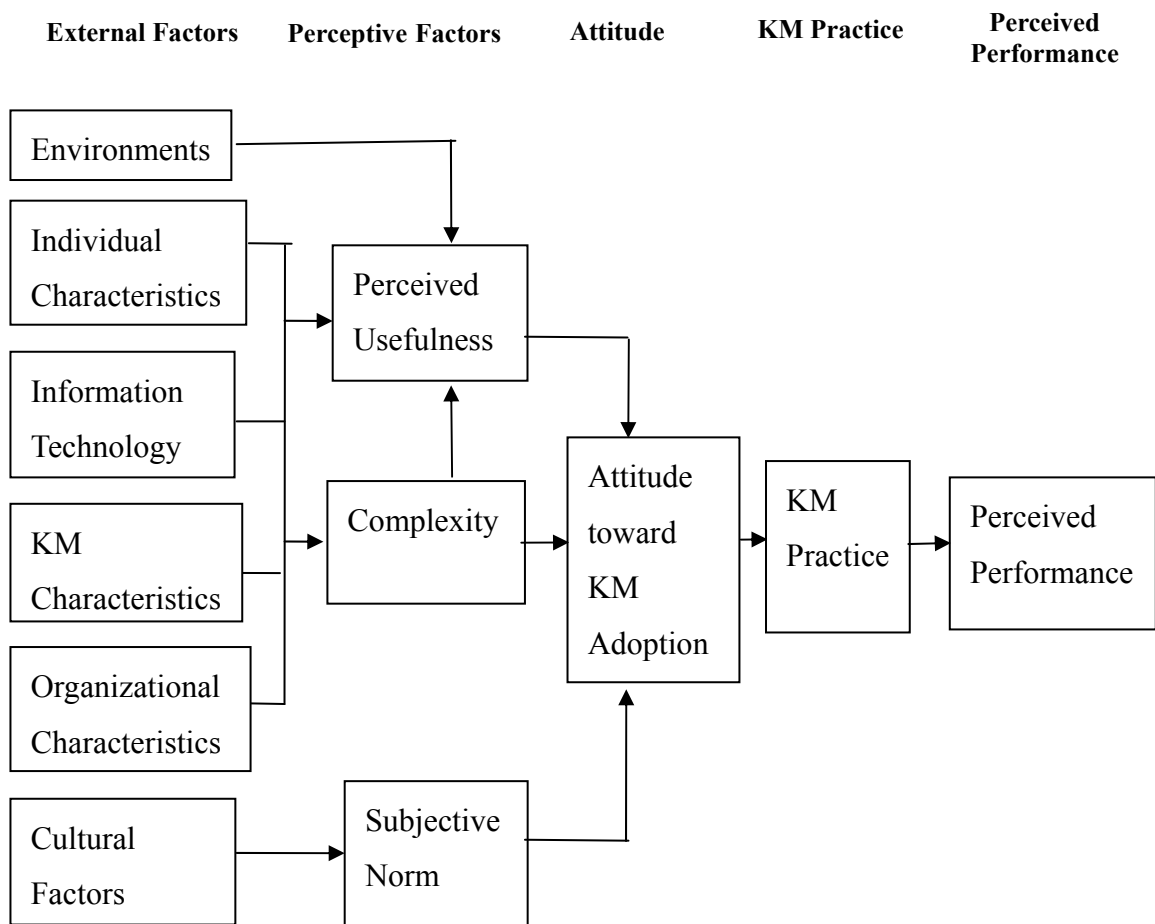 External Factors
Perceptive Factors
Attitude
KM Practice
Perceived
Performance
Environments
Individual
Characteristics
Information
Technology
KM
Characteristics
Organizational
Characteristics
Cultural
Factors
Perceived
Usefulness
Complexity
Subjective
Norm
Attitude
toward
KM
Adoption
KM
Practice
Perceived
Performance